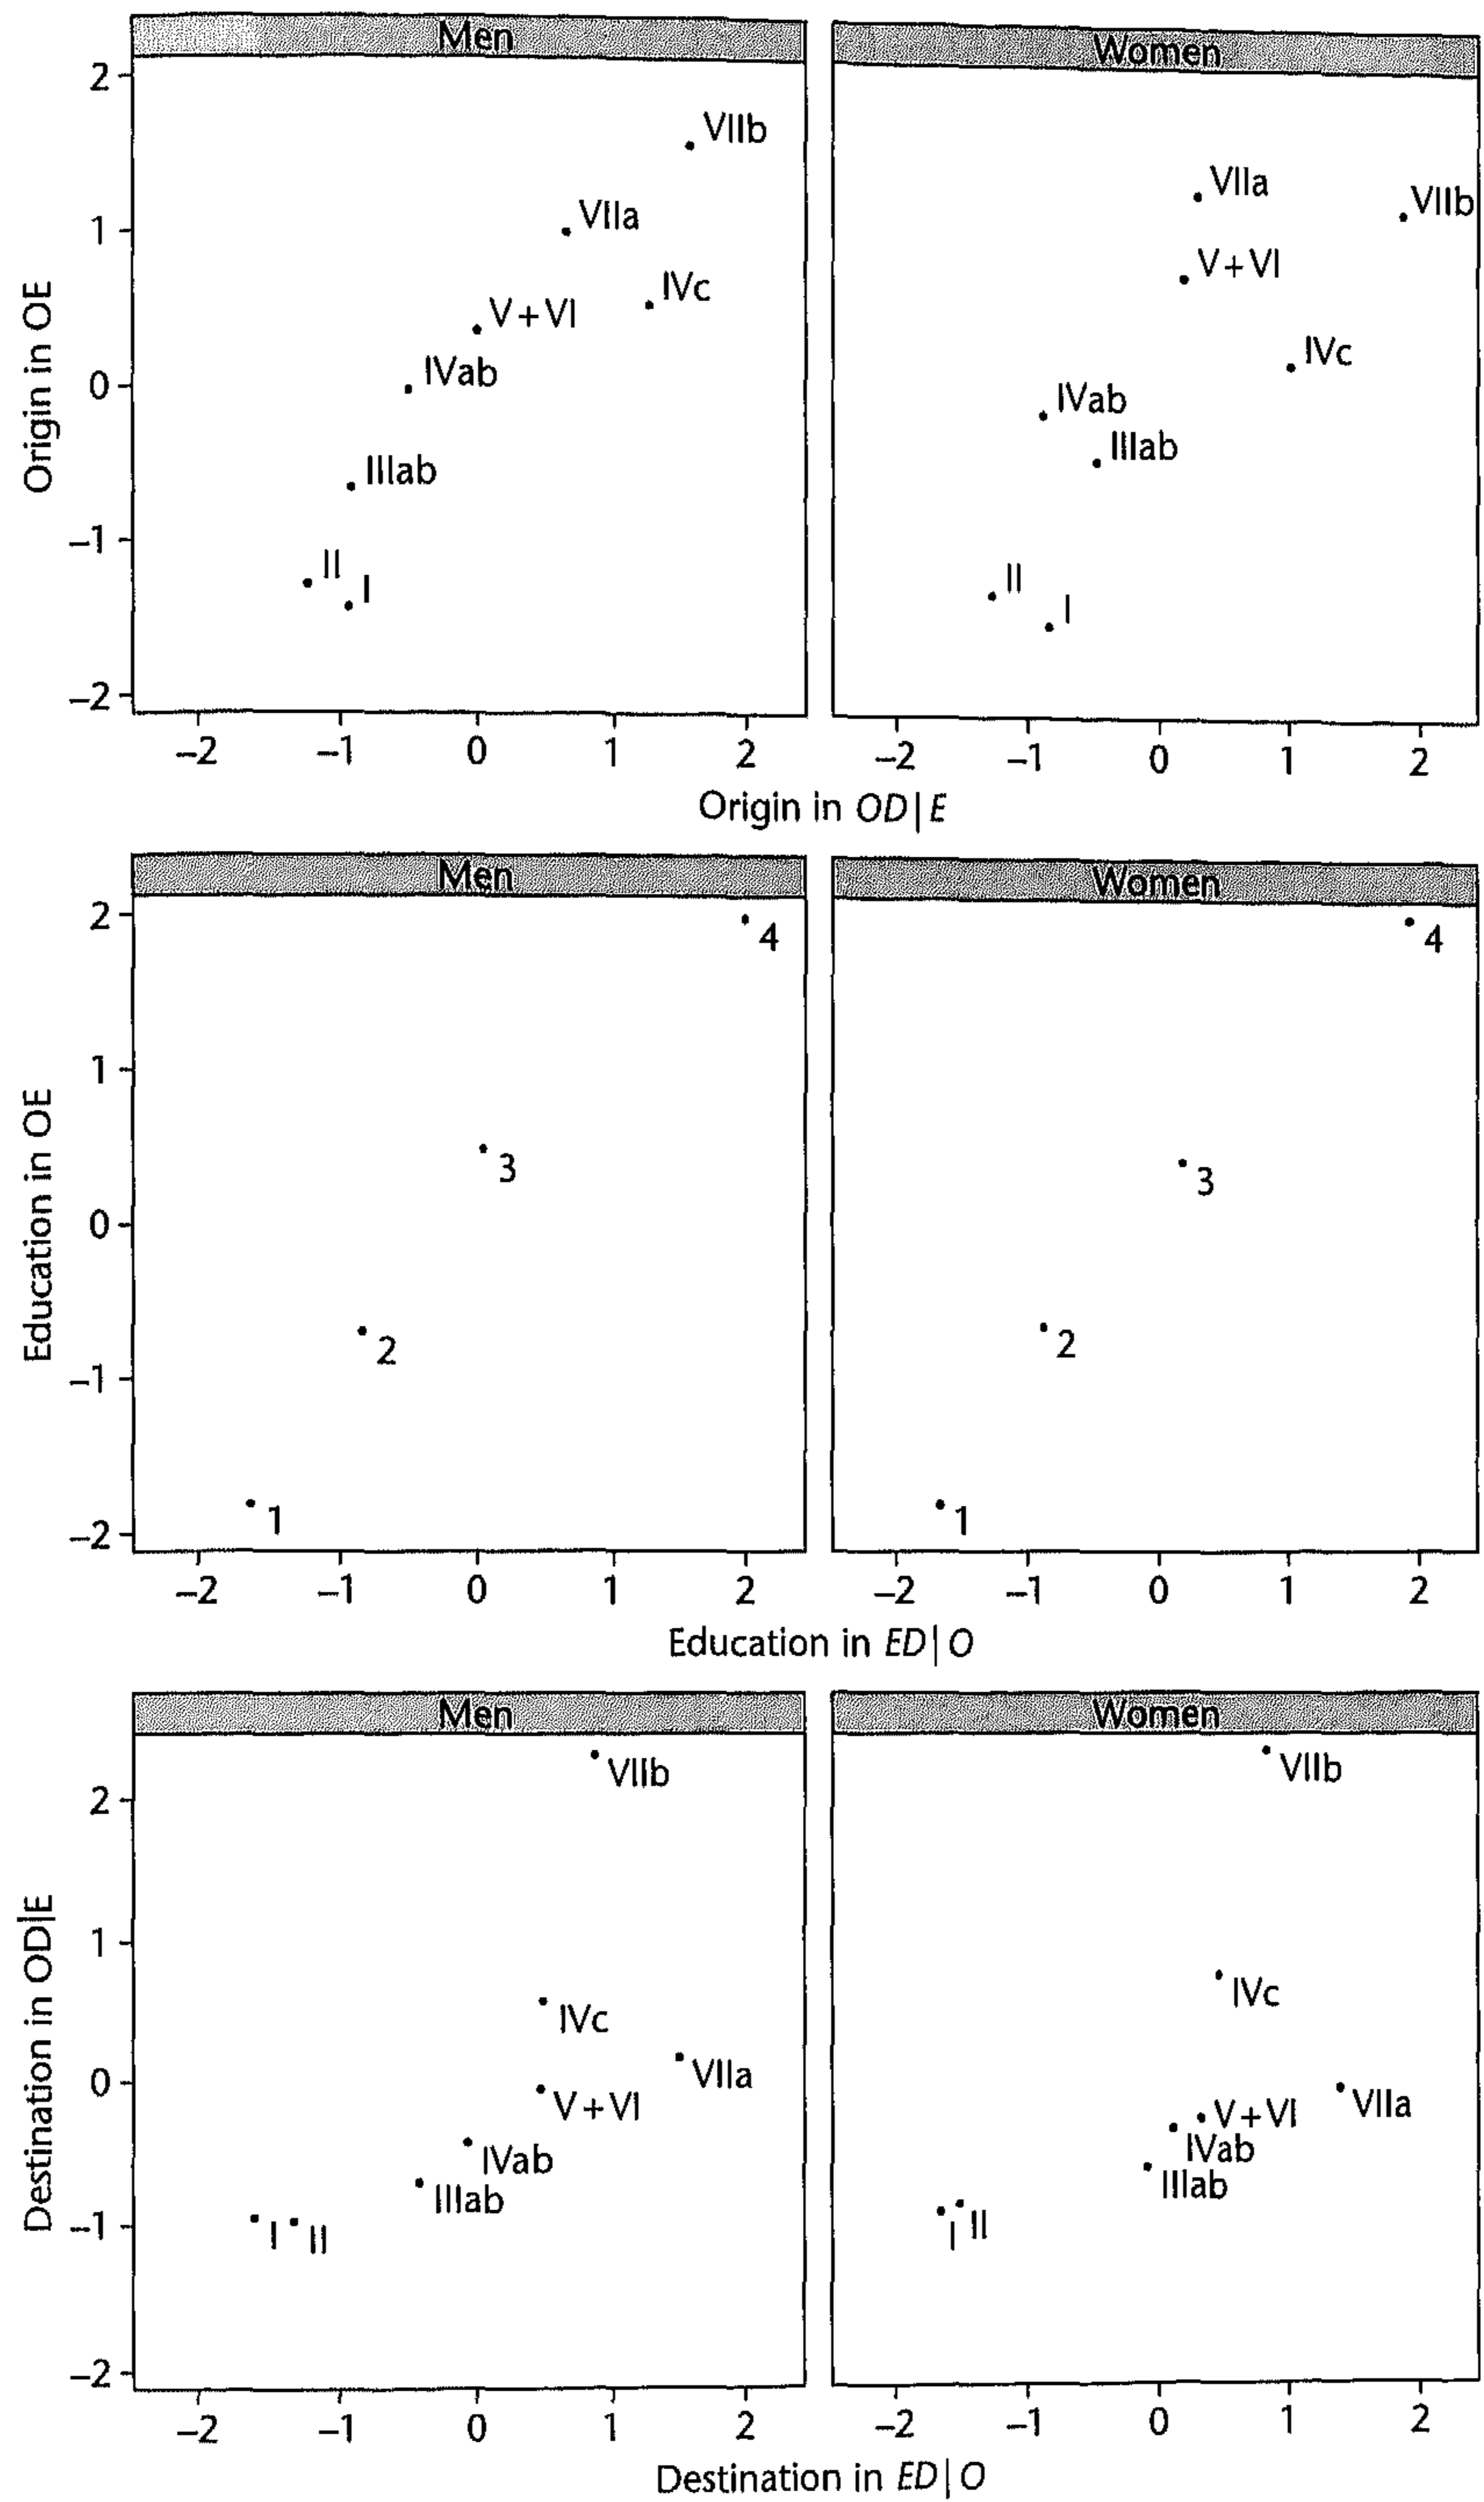 Men
Women
2
1
0
–1
–2
Origin in OE
VIIb
VIIa
IVc
V+VI
IVab
IIIab
II
I
VIIa
VIIb
V+VI
IVc
IVab
IIIab
II
I
–2 –1 0 1 2
–2 –1 0 1 2
Origin in OD|E
Men
Women
2
1
0
–1
–2
Education in OE
4
3
2
1
4
3
2
1
–2 –1 0 1 2
–2 –1 0 1 2
Education in ED|O
Men
Women
2
1
0
–1
–2
Destination in OD|E
VIIb
IVc
VIIa
V+VI
IVab
IIIab
I
II
VIIb
IVc
VIIa
V+VI
IVab
IIIab
II
I
–2 –1 0 1 2
–2 –1 0 1 2
Destination in ED|O